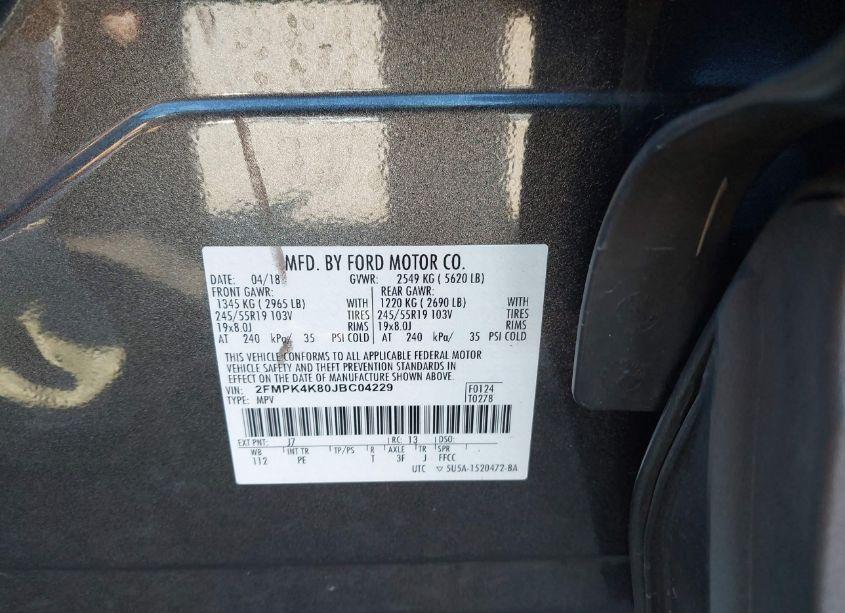 MFD. BY FORD MOTOR CO.
DATE: 04/18 GVWR: 2549 KG ( 5620 LB)
FRONT GAWR: REAR GAWR:
1345 KG ( 2965 LB) WITH 1220 KG ( 2690 LB) WITH
245/55R19 103V TIRES 245/55R19 103V TIRES
19x8.0J RIMS 19x8.0J RIMS
AT 240 kPa/ 35 PSI COLD AT 240 kPa/ 35 PSI COLD
THIS VEHICLE CONFORMS TO ALL APPLICABLE FEDERAL MOTOR
VEHICLE SAFETY AND THEFT PREVENTION STANDARDS IN
EFFECT ON THE DATE OF MANUFACTURE SHOWN ABOVE.
VIN: 2FMPK4K80JBC04229 F0124
TYPE: MPV T0278
EXT PNT: J7 RC: 13 DSO:
WB INT TR TP/PS R AXLE TR SPR
112 PE T 3F J FFCC
UTC ▽ 5U5A-1520472-BA